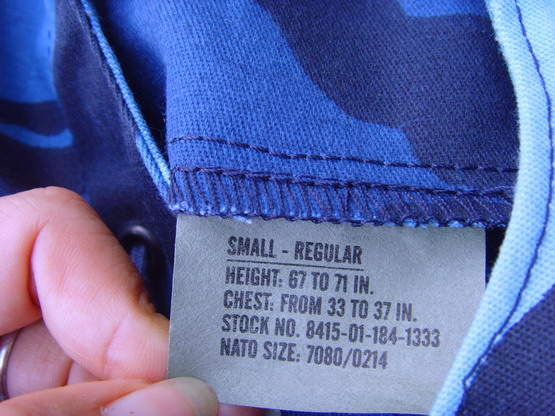 SMALL - REGULAR
HEIGHT: 67 TO 71 IN.
CHEST: FROM 33 TO 37 IN.
STOCK NO. 8415-01-184-1333
NATO SIZE: 7080/0214